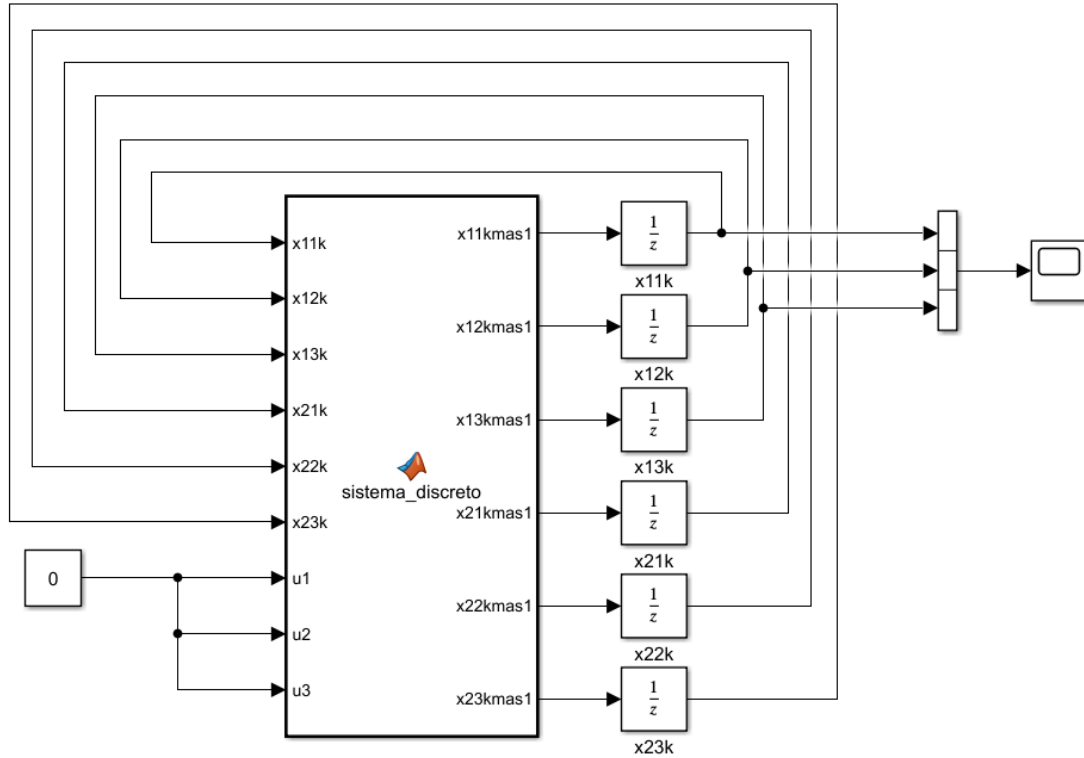 x11k
x12k
x13k
x21k
x22k
x23k
u1
u2
u3
0
sistema_discreto
x11kmas1
x12kmas1
x13kmas1
x21kmas1
x22kmas1
x23kmas1
1
z
x11k
1
z
x12k
1
z
x13k
1
z
x21k
1
z
x22k
1
z
x23k